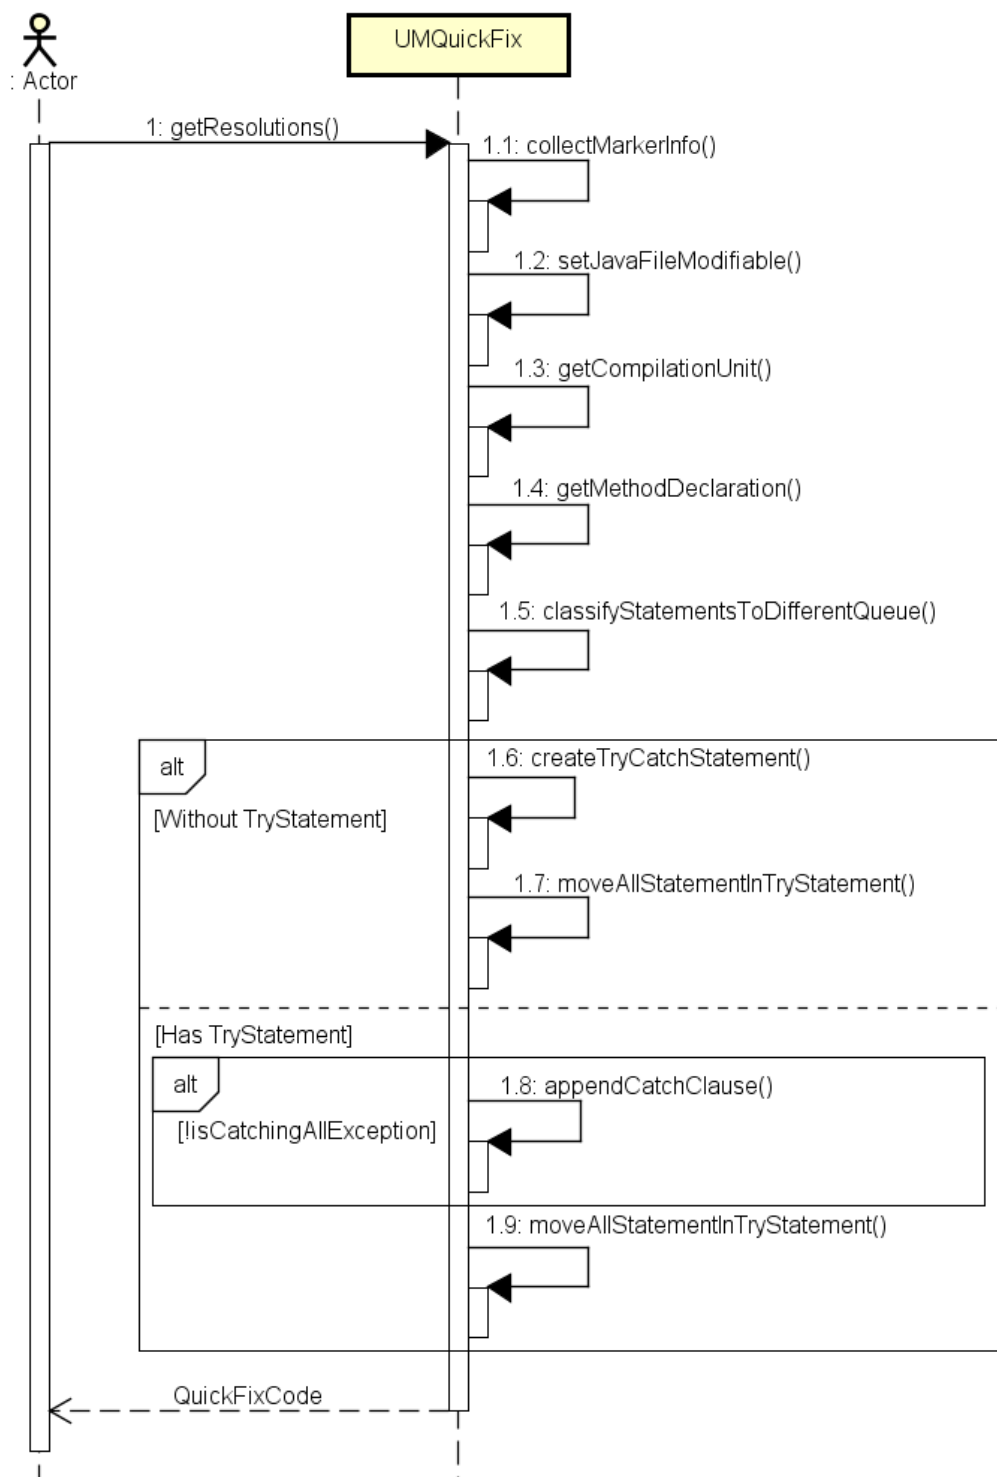 UMQuickFix
: Actor
1: getResolutions()
1.1: collectMarkerInfo()
1.2: setJavaFileModifiable()
1.3: getCompilationUnit()
1.4: getMethodDeclaration()
1.5: classifyStatementsToDifferentQueue()
alt
1.6: createTryCatchStatement()
[Without TryStatement]
1.7: moveAllStatementInTryStatement()
[Has TryStatement]
alt
1.8: appendCatchClause()
[!isCatchingAllException]
1.9: moveAllStatementInTryStatement()
QuickFixCode